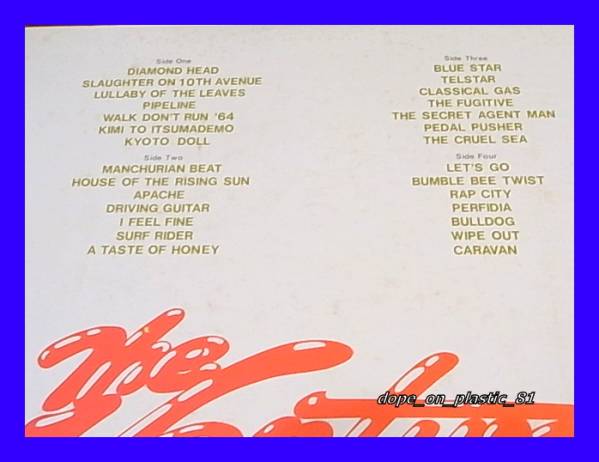 Side One
DIAMOND HEAD
SLAUGHTER ON 10TH AVENUE
LULLABY OF THE LEAVES
PIPELINE
WALK DON'T RUN '64
KIMI TO ITSUMADEMO
KYOTO DOLL
Side Two
MANCHURIAN BEAT
HOUSE OF THE RISING SUN
APACHE
DRIVING GUITAR
I FEEL FINE
SURF RIDER
A TASTE OF HONEY
Side Three
BLUE STAR
TELSTAR
CLASSICAL GAS
THE FUGITIVE
THE SECRET AGENT MAN
PEDAL PUSHER
THE CRUEL SEA
Side Four
LET'S GO
BUMBLE BEE TWIST
RAP CITY
PERFIDIA
BULLDOG
WIPE OUT
CARAVAN
The
dope_on_plastic_81